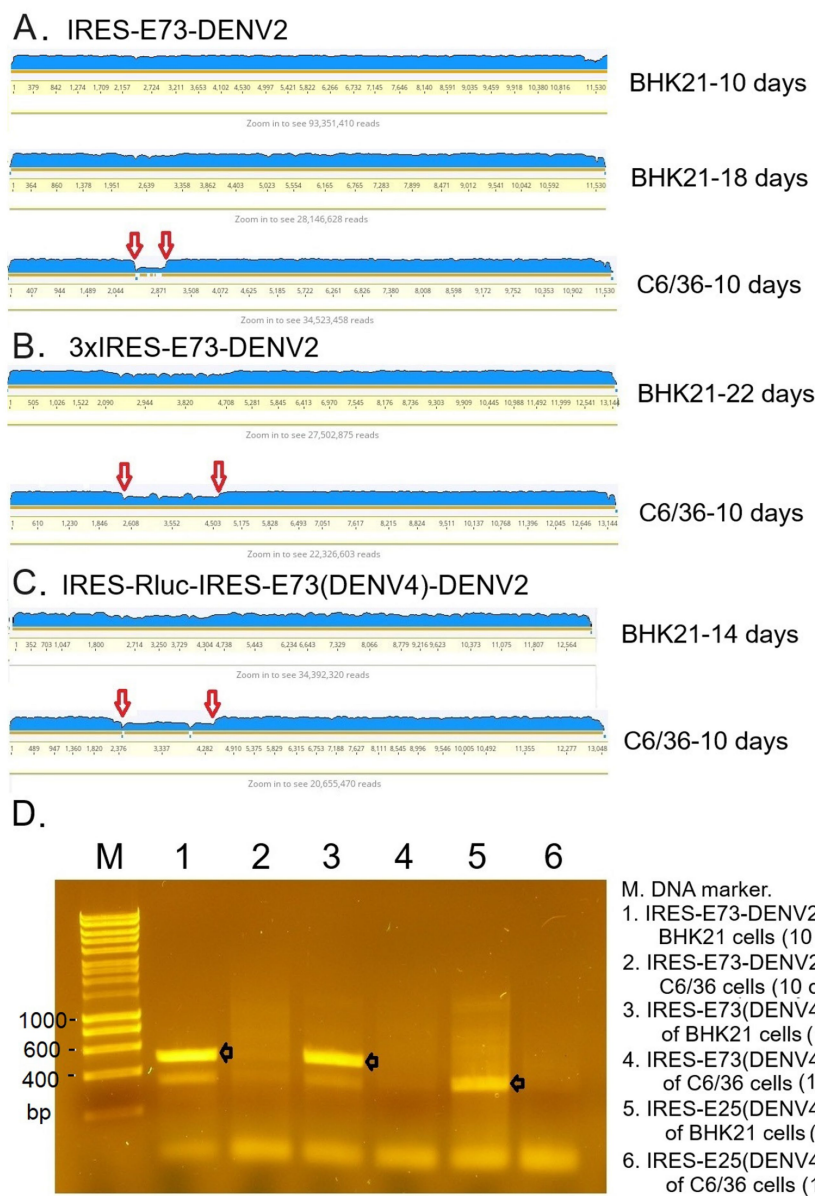 A. IRES-E73-DENV2
1 379 842 1,274 1,709 2,157 2,724 3,211 3,653 4,102 4,530 4,997 5,421 5,822 6,266 6,732 7,145 7,646 8,140 8,591 9,035 9,459 9,918 10,380 10,816 11,530
BHK21-10 days
Zoom in to see 93,351,410 reads
1 364 860 1,378 1,951 2,639 3,358 3,862 4,403 5,023 5,554 6,165 6,765 7,283 7,899 8,471 9,012 9,541 10,042 10,592 11,530
BHK21-18 days
Zoom in to see 28,146,628 reads
1 407 944 1,489 2,044 2,871 3,508 4,072 4,625 5,185 5,722 6,261 6,826 7,380 8,008 8,598 9,172 9,752 10,353 10,902 11,530
C6/36-10 days
Zoom in to see 34,523,458 reads
B. 3xIRES-E73-DENV2
1 505 1,026 1,522 2,090 2,944 3,820 4,708 5,281 5,845 6,413 6,970 7,545 8,176 8,736 9,303 9,909 10,445 10,988 11,492 11,999 12,541 13,144
BHK21-22 days
Zoom in to see 27,502,875 reads
1 610 1,230 1,846 2,608 3,552 4,503 5,175 5,828 6,493 7,051 7,617 8,215 8,824 9,511 10,137 10,768 11,396 12,045 12,646 13,144
C6/36-10 days
Zoom in to see 22,326,603 reads
C. IRES-Rluc-IRES-E73(DENV4)-DENV2
1 352 703 1,047 1,800 2,714 3,250 3,729 4,304 4,738 5,443 6,234 6,643 7,329 8,066 8,779 9,216 9,623 10,373 11,075 11,807 12,564
BHK21-14 days
Zoom in to see 34,392,320 reads
1 489 947 1,360 1,820 2,376 3,337 4,282 4,910 5,375 5,829 6,315 6,753 7,188 7,627 8,111 8,545 8,996 9,546 10,005 10,492 11,355 12,277 13,048
C6/36-10 days
Zoom in to see 20,655,470 reads
D.
M 1 2 3 4 5 6
1000-
600 -
400 -
bp
M. DNA marker.
1. IRES-E73-DENV2
BHK21 cells (10
2. IRES-E73-DENV2
C6/36 cells (10
3. IRES-E73(DENV4
of BHK21 cells (
4. IRES-E73(DENV4
of C6/36 cells (1
5. IRES-E25(DENV4
of BHK21 cells (
6. IRES-E25(DENV4
of C6/36 cells (1